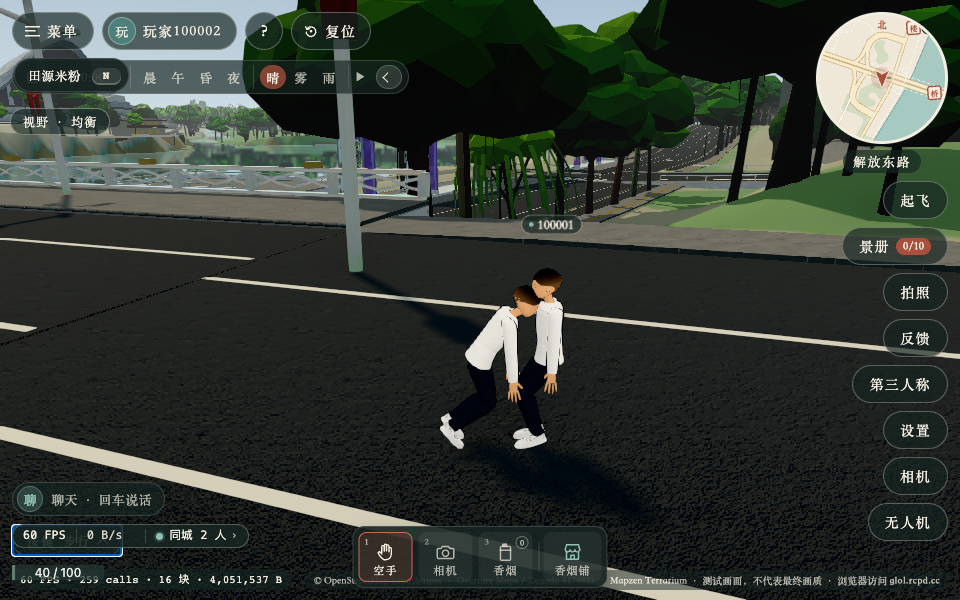 菜单
玩 玩家100002
?
复位
田源米粉 N
晨 午 昏 夜 晴 雾 雨
视野 · 均衡
北
楼
桥
解放东路
100001
起飞
景册 0/10
拍照
反馈
第三人称
设置
相机
无人机
聊 聊天 · 回车说话
60 FPS 0 B/s 同城 2 人 ›
40 / 100
60 FPS · 259 calls · 16 块 · 4,051,537 B
1 空手
2 相机
3 香烟 0
香烟铺
© OpenSt
Mapzen Terrarium · 测试画面，不代表最终画质 · 浏览器访问 glol.rcpd.cc